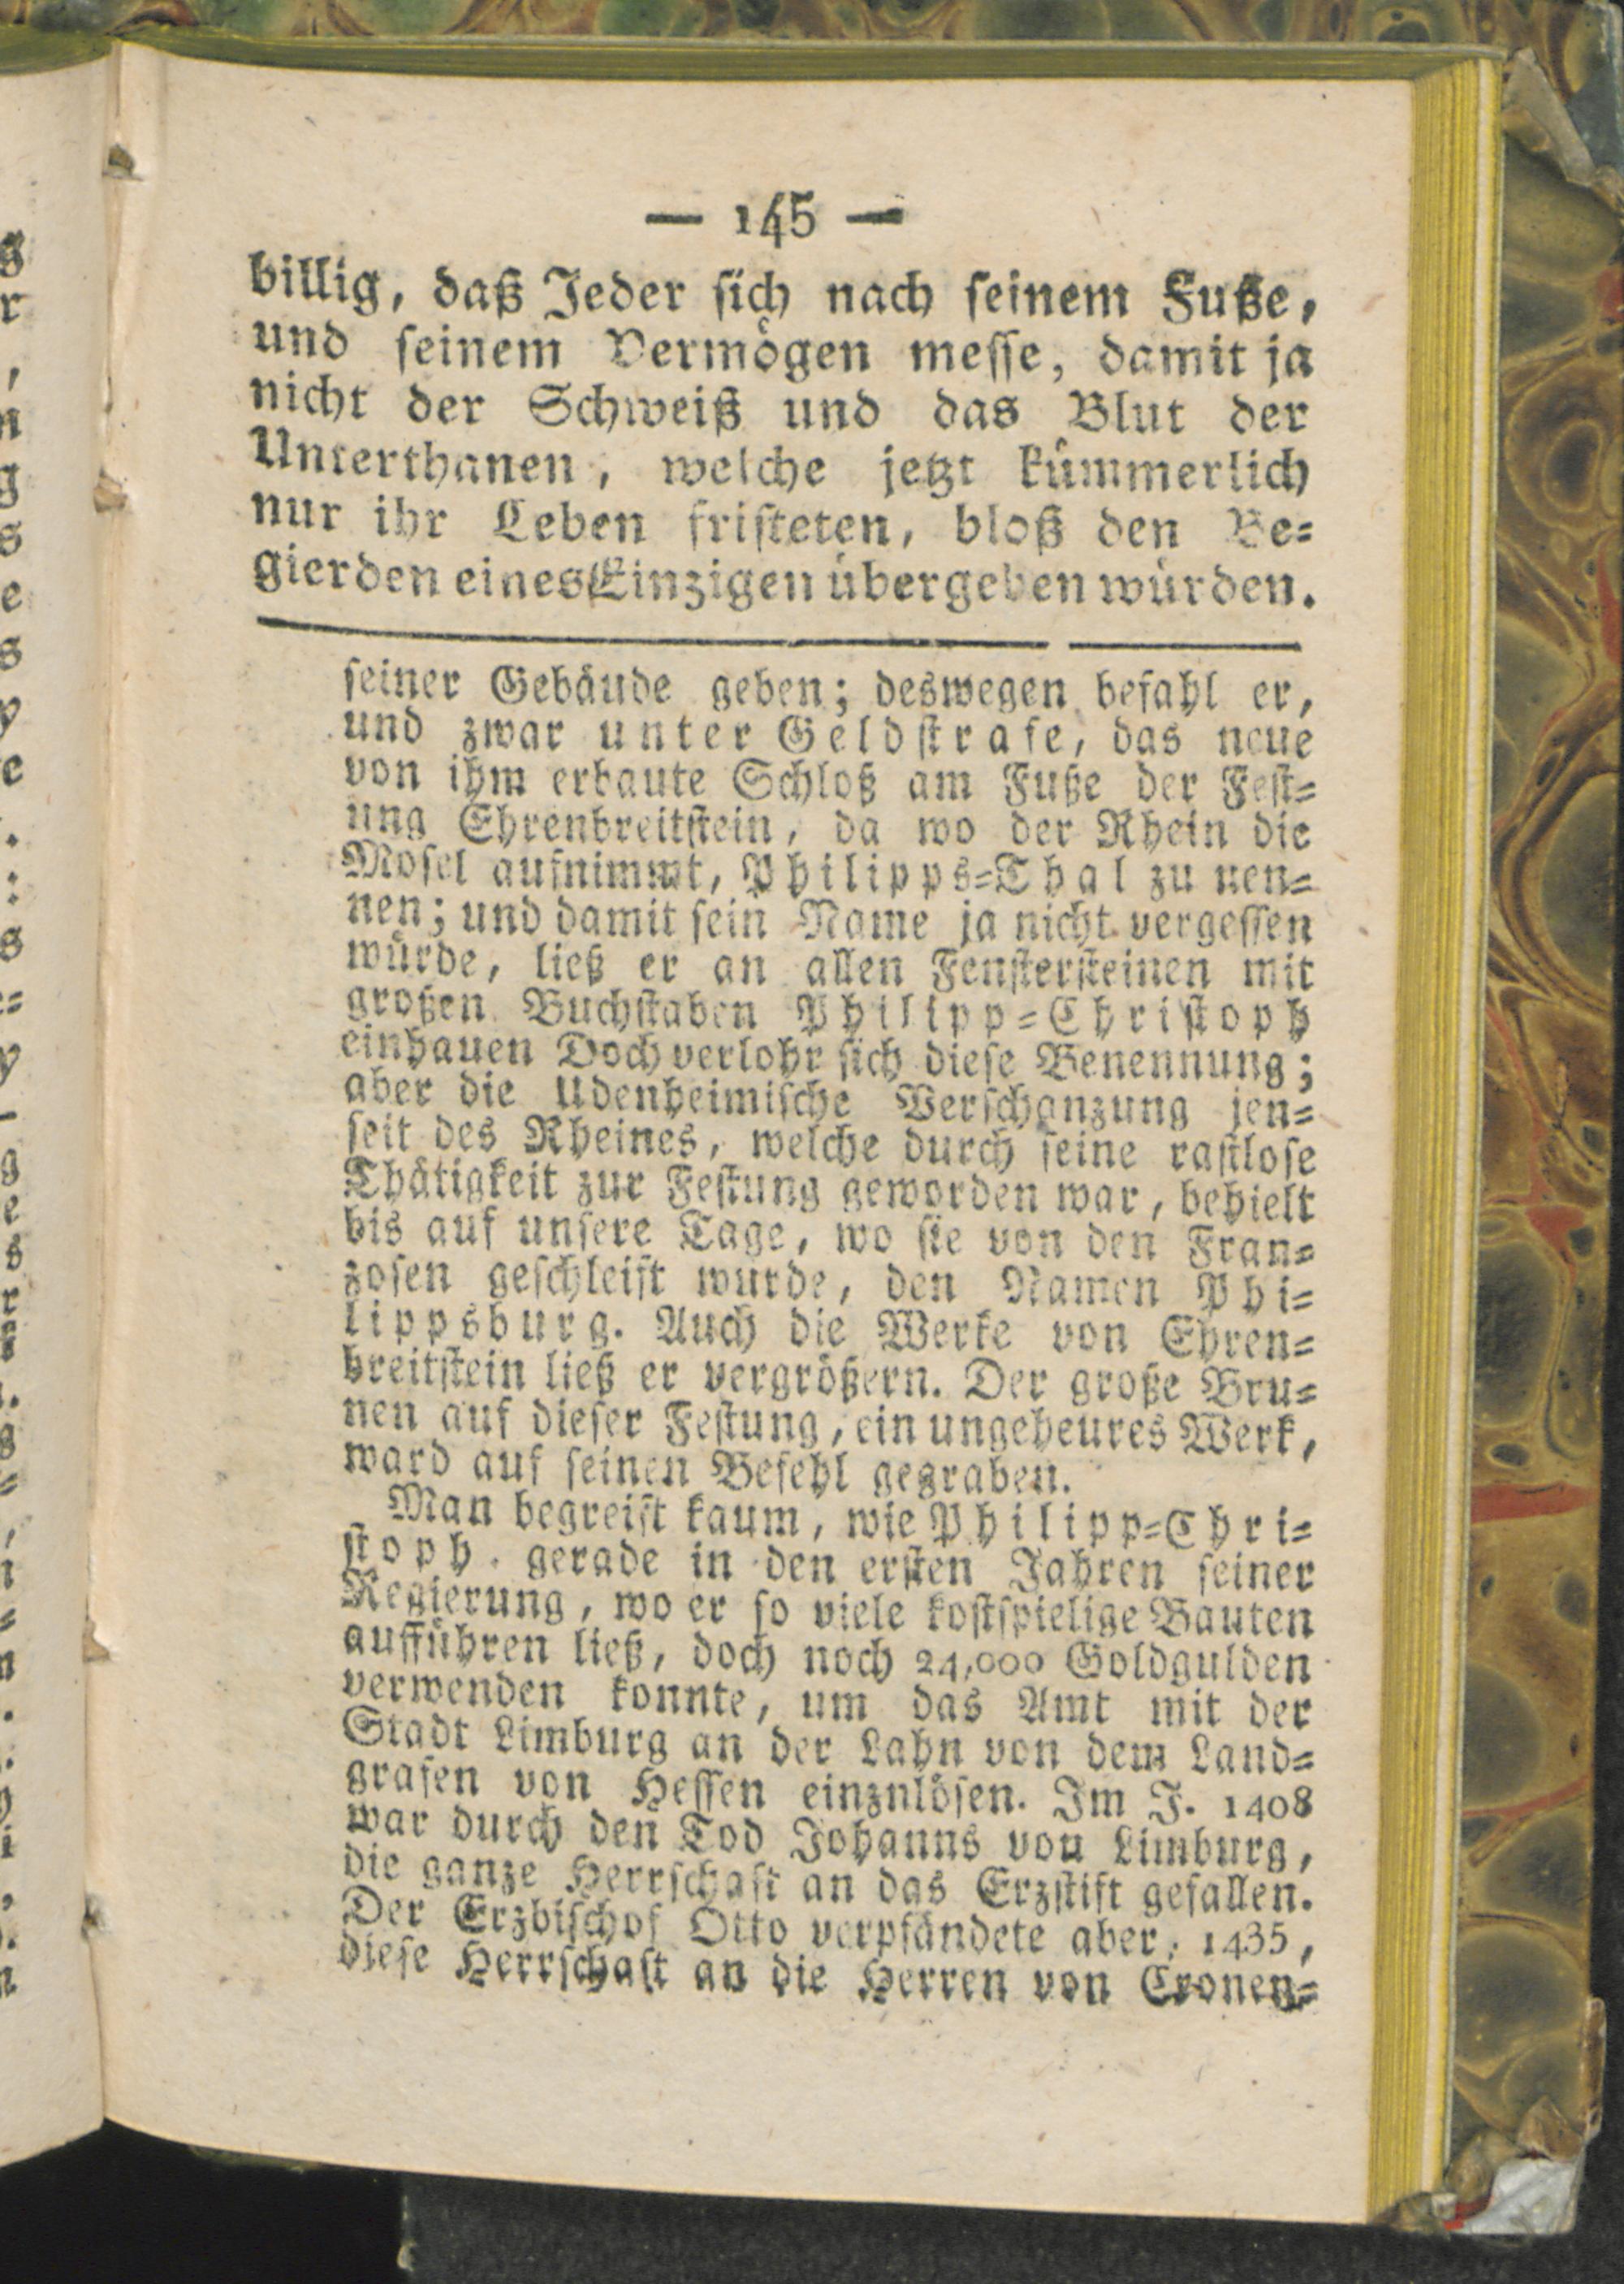 — 145 —
billig, daß Jeder sich nach seinem Fuße,
und seinem Vermögen messe, damit ja
nicht der Schweiß und das Blut der
Unterthanen, welche jetzt kümmerlich
nur ihr Leben fristeten, bloß den Be=
gierden eines Einzigen übergeben würden.
seiner Gebäude geben; deswegen befahl er,
und zwar unter Geldstrafe, das neue
von ihm erbaute Schloß am Fuße der Fest=
ung Ehrenbreitstein, da wo der Rhein die
Mosel aufnimmt, Philipps=Thal zu nen=
nen; und damit sein Name ja nicht vergessen
würde, ließ er an allen Fenstersteinen mit
großen Buchstaben Philipp=Christoph
einhauen Doch verlohr sich diese Benennung;
aber die Udenheimische Verschanzung jen=
seit des Rheines, welche durch seine rastlose
Thätigkeit zur Festung geworden war, behielt
bis auf unsere Tage, wo sie von den Fran=
zosen geschleift wurde, den Namen Phi=
lippsburg. Auch die Werke von Ehren=
breitstein ließ er vergrößern. Der große Bru=
nen auf dieser Festung, ein ungeheures Werk,
ward auf seinen Befehl gegraben.
Man begreift kaum, wie Philipp=Chri=
stoph, gerade in den ersten Jahren seiner
Regierung, wo er so viele kostspielige Bauten
aufführen ließ, doch noch 24,000 Goldgulden
verwenden konnte, um das Amt mit der
Stadt Limburg an der Lahn von dem Land=
grafen von Hessen einznlösen. Im J. 1408
war durch den Tod Johanns von Limburg,
die ganze Herrschaft an das Erzstift gefallen.
Der Erzbischof Otto verpfändete aber, 1435,
diese Herrschaft an die Herren von Cronen=